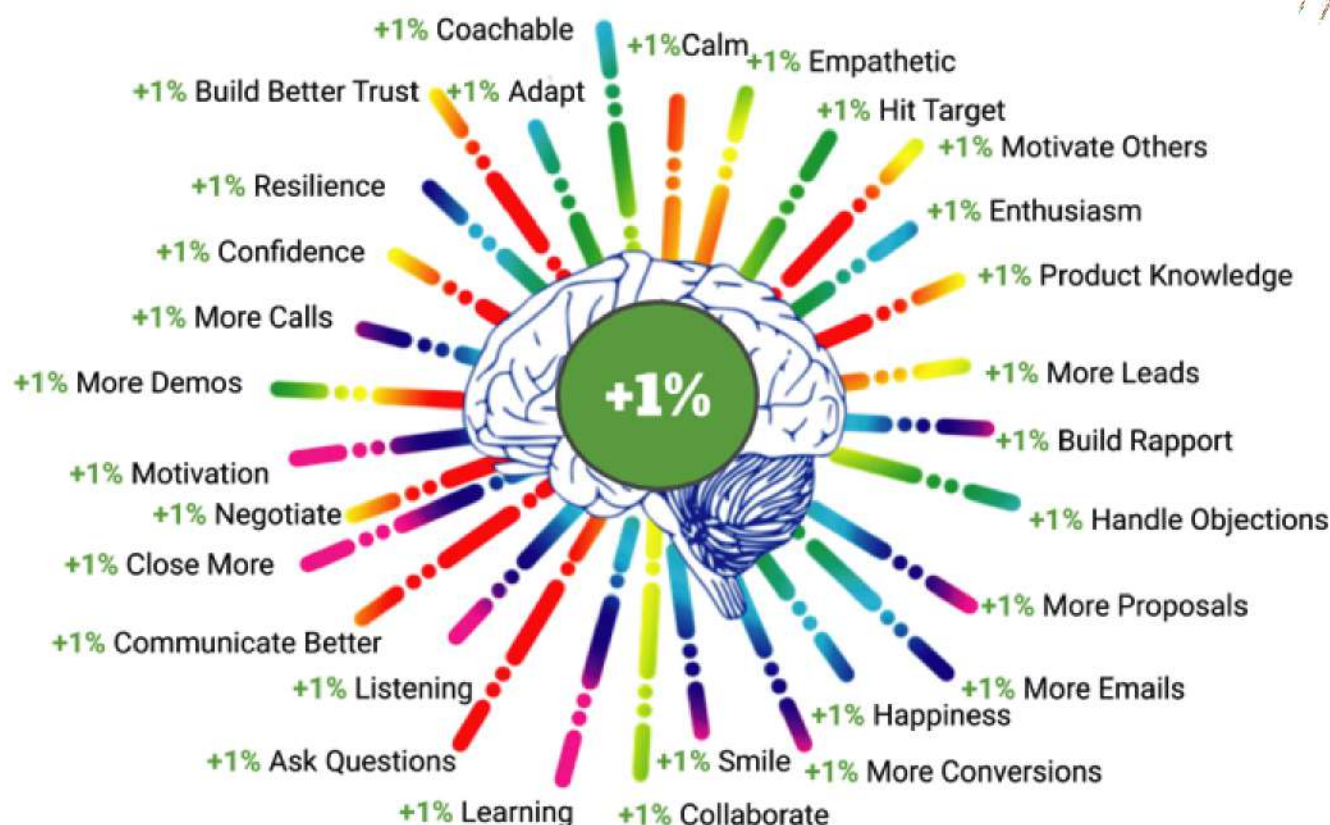 +1% Coachable
+1%Calm
+1% Empathetic
+1% Build Better Trust
+1% Adapt
+1% Hit Target
+1% Motivate Others
+1% Resilience
+1% Enthusiasm
+1% Confidence
+1% Product Knowledge
+1% More Calls
+1% More Demos
+1% More Leads
+1%
+1% Build Rapport
+1% Motivation
+1% Negotiate
+1% Handle Objections
+1% Close More
+1% More Proposals
+1% Communicate Better
+1% Listening
+1% More Emails
+1% Happiness
+1% Ask Questions
+1% Smile
+1% More Conversions
+1% Learning
+1% Collaborate